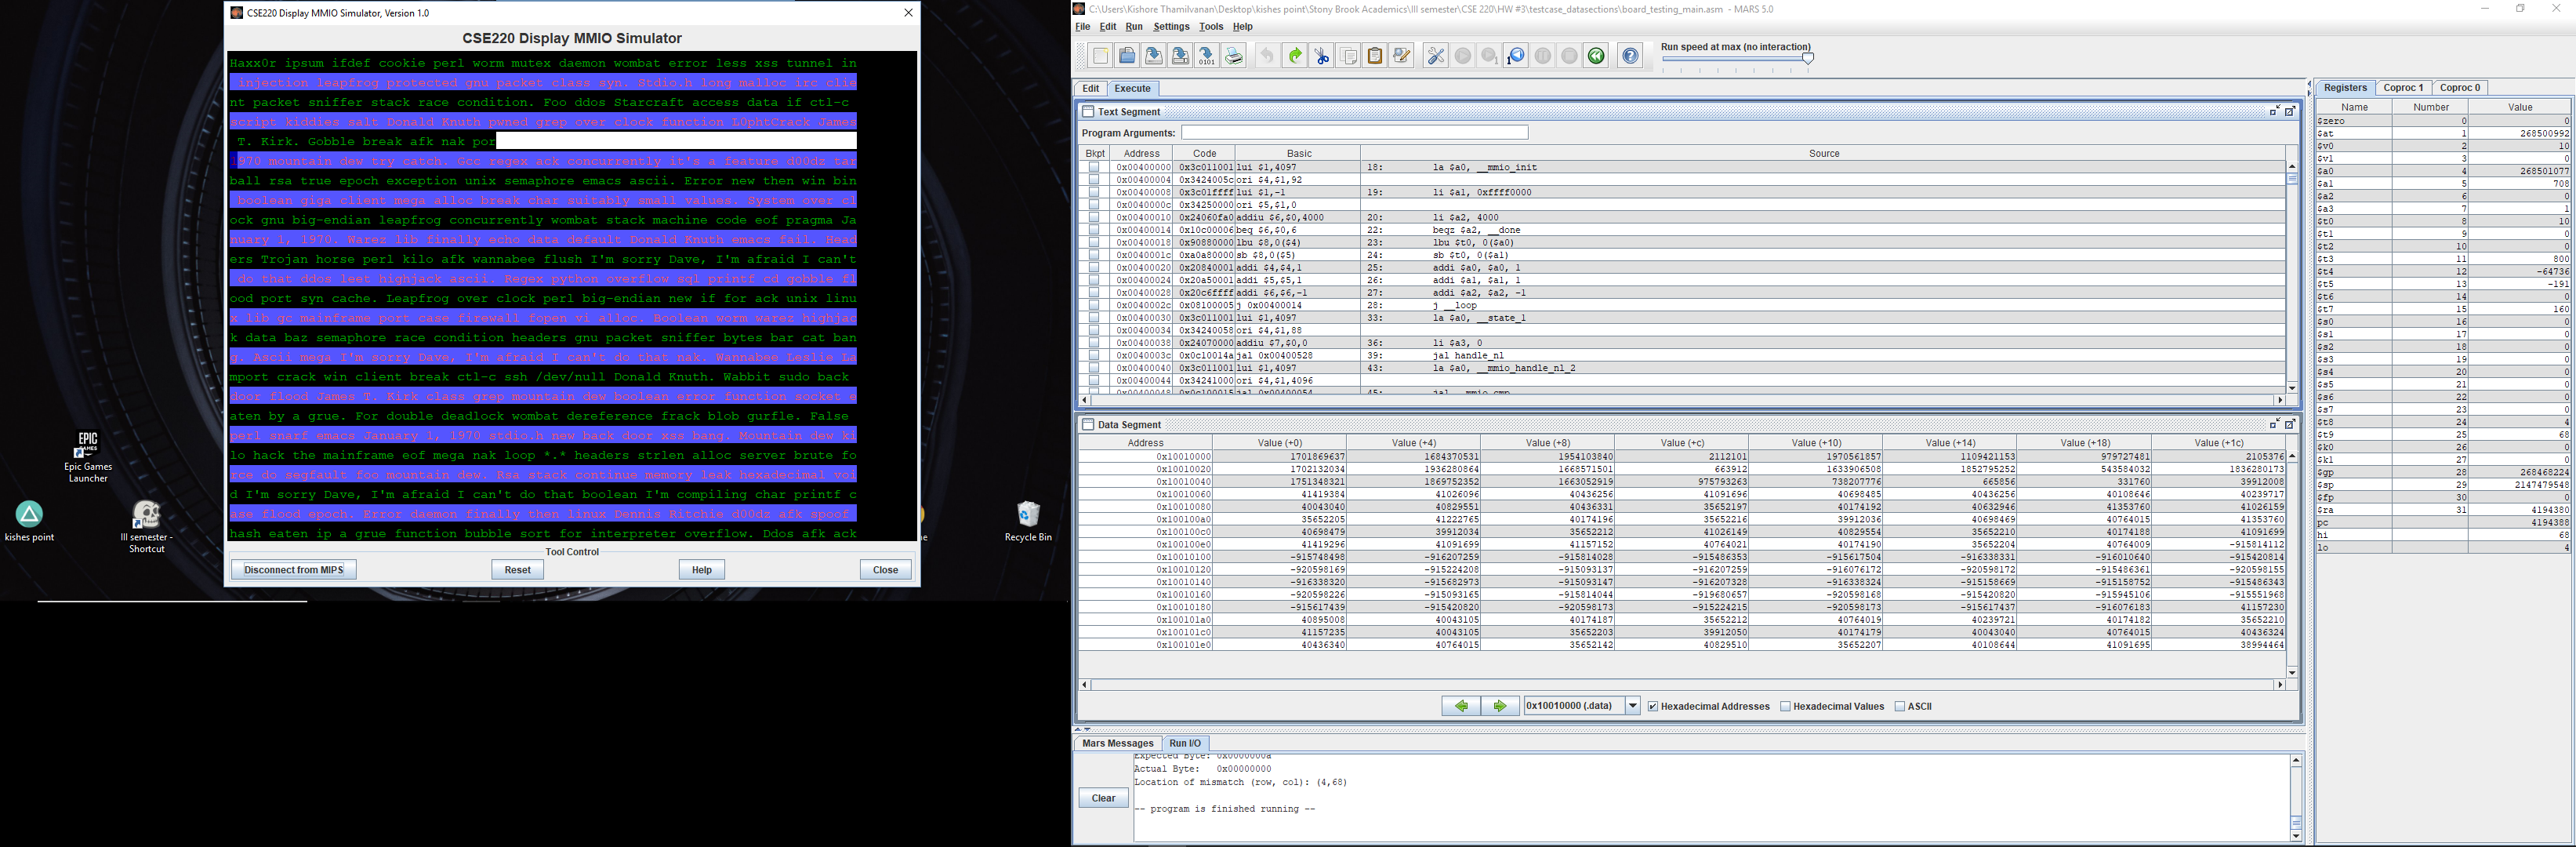 CSE220 Display MMIO Simulator, Version 1.0
CSE220 Display MMIO Simulator
Haxx0r ipsum ifdef cookie perl worm mutex daemon wombat error less xss tunnel in
injection leapfrog protected gnu packet class syn. Stdio.h long malloc irc clie
nt packet sniffer stack race condition. Foo ddos Starcraft access data if ctl-c
script kiddies salt Donald Knuth pwned grep over clock function L0phtCrack James
T. Kirk. Gobble break afk nak por
1970 mountain dew try catch. Gcc regex ack concurrently it's a feature d00dz tar
ball rsa true epoch exception unix semaphore emacs ascii. Error new then win bin
boolean giga client mega alloc break char suitably small values. System over cl
ock gnu big-endian leapfrog concurrently wombat stack machine code eof pragma Ja
nuary 1, 1970. Warez lib finally echo data default Donald Knuth emacs fail. Head
ers Trojan horse perl kilo afk wannabee flush I'm sorry Dave, I'm afraid I can't
do that ddos leet highjack ascii. Regex python overflow sql printf cd gobble fl
ood port syn cache. Leapfrog over clock perl big-endian new if for ack unix linu
x lib gc mainframe port case firewall fopen vi alloc. Boolean worm warez highjac
k data baz semaphore race condition headers gnu packet sniffer bytes bar cat ban
g. Ascii mega I'm sorry Dave, I'm afraid I can't do that nak. Wannabee Leslie La
mport crack win client break ctl-c ssh /dev/null Donald Knuth. Wabbit sudo back
door flood James T. Kirk class grep mountain dew boolean error function socket e
aten by a grue. For double deadlock wombat dereference frack blob gurfle. False
perl snarf emacs January 1, 1970 stdio.h new back door xss bang. Mountain dew ki
lo hack the mainframe eof mega nak loop *.* headers strlen alloc server brute fo
rce do segfault foo mountain dew. Rsa stack continue memory leak hexadecimal voi
d I'm sorry Dave, I'm afraid I can't do that boolean I'm compiling char printf c
ase flood epoch. Error daemon finally then linux Dennis Ritchie d00dz afk spoof
hash eaten ip a grue function bubble sort for interpreter overflow. Ddos afk ack
Tool Control
Disconnect from MIPS Reset Help Close
EPIC GAMES
Epic Games Launcher
kishes point
III semester - Shortcut
Recycle Bin
C:\Users\Kishore Thamilvanan\Desktop\kishes point\Stony Brook Academics\III semester\CSE 220\HW #3\testcase_datasections\board_testing_main.asm - MARS 5.0
File Edit Run Settings Tools Help
Run speed at max (no interaction)
Edit Execute
Text Segment
Program Arguments:
Bkpt Address Code Basic Source
0x00400000 0x3c011001 lui $1,4097 18: la $a0, __mmio_init
0x00400004 0x3424005c ori $4,$1,92
0x00400008 0x3c01ffff lui $1,-1 19: li $a1, 0xffff0000
0x0040000c 0x34250000 ori $5,$1,0
0x00400010 0x24060fa0 addiu $6,$0,4000 20: li $a2, 4000
0x00400014 0x10c00006 beq $6,$0,6 22: beqz $a2, __done
0x00400018 0x90880000 lbu $8,0($4) 23: lbu $t0, 0($a0)
0x0040001c 0xa0a80000 sb $8,0($5) 24: sb $t0, 0($a1)
0x00400020 0x20840001 addi $4,$4,1 25: addi $a0, $a0, 1
0x00400024 0x20a50001 addi $5,$5,1 26: addi $a1, $a1, 1
0x00400028 0x20c6ffff addi $6,$6,-1 27: addi $a2, $a2, -1
0x0040002c 0x08100005 j 0x00400014 28: j __loop
0x00400030 0x3c011001 lui $1,4097 33: la $a0, __state_1
0x00400034 0x34240058 ori $4,$1,88
0x00400038 0x24070000 addiu $7,$0,0 36: li $a3, 0
0x0040003c 0x0c10014a jal 0x00400528 39: jal handle_nl
0x00400040 0x3c011001 lui $1,4097 43: la $a0, __mmio_handle_nl_2
0x00400044 0x34241000 ori $4,$1,4096
0x00400048 0x0c100015 jal 0x00400054 45: jal __mmio_cmp
Data Segment
Address Value (+0) Value (+4) Value (+8) Value (+c) Value (+10) Value (+14) Value (+18) Value (+1c)
0x10010000 1701869637 1684370531 1954103840 2112101 1970561857 1109421153 979727481 2105376
0x10010020 1702132034 1936280864 1668571501 663912 1633906508 1852795252 543584032 1836280173
0x10010040 1751348321 1869752352 1663052919 975793263 738207776 665856 331760 39912008
0x10010060 41419384 41026096 40436256 41091696 40698485 40436256 40108646 40239717
0x10010080 40043040 40829551 40436331 35652197 40174192 40632946 41353760 41026159
0x100100a0 35652205 41222765 40174196 35652216 39912036 40698469 40764015 41353760
0x100100c0 40698479 39912034 35652212 41026149 40829554 35652210 40174188 41091699
0x100100e0 41419296 41091699 41157152 40764021 40174190 35652204 40764009 -915814112
0x10010100 -915748498 -916207259 -915814028 -915486353 -915617504 -916338331 -916010640 -915420814
0x10010120 -920598169 -915224208 -915093137 -916207259 -916076172 -920598172 -915486361 -920598155
0x10010140 -916338320 -915682973 -915093147 -916207328 -916338324 -915158669 -915158752 -915486343
0x10010160 -920598226 -915093165 -915814044 -919680657 -920598168 -915420820 -915945106 -915551968
0x10010180 -915617439 -915420820 -920598173 -915224215 -920598173 -915617437 -916076183 41157230
0x100101a0 40895008 40043105 40174187 35652212 40764019 40239721 40174182 35652210
0x100101c0 41157235 40043105 35652203 39912050 40174179 40043040 40764015 40436324
0x100101e0 40436340 40764015 35652142 40829510 35652207 40108644 41091695 38994464
0x10010000 (.data) Hexadecimal Addresses Hexadecimal Values ASCII
Mars Messages Run I/O
Expected Byte: 0x0000000a
Actual Byte: 0x00000000
Location of mismatch (row, col): (4,68)
-- program is finished running --
Clear
Registers Coproc 1 Coproc 0
Name Number Value
$zero 0 0
$at 1 268500992
$v0 2 10
$v1 3 0
$a0 4 268501077
$a1 5 708
$a2 6 0
$a3 7 1
$t0 8 10
$t1 9 0
$t2 10 0
$t3 11 800
$t4 12 -64736
$t5 13 -191
$t6 14 0
$t7 15 160
$s0 16 0
$s1 17 0
$s2 18 0
$s3 19 0
$s4 20 0
$s5 21 0
$s6 22 0
$s7 23 0
$t8 24 4
$t9 25 68
$k0 26 0
$k1 27 0
$gp 28 268468224
$sp 29 2147479548
$fp 30 0
$ra 31 4194380
pc 4194388
hi 68
lo 4